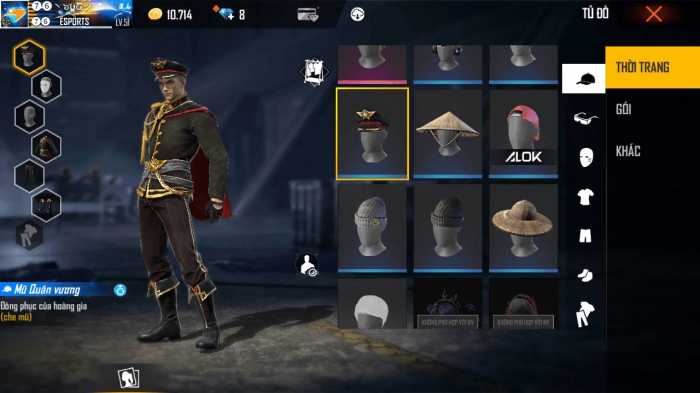 ESPORTS
LV.51
10.714
8
TỦ ĐỒ
THỜI TRANG
GÓI
KHÁC
ALOK
Mũ Quân vương
Đồng phục của hoàng gia
(che mũ)
KHÔNG PHÙ HỢP VỚI NV
KHÔNG PHÙ HỢP VỚI NV